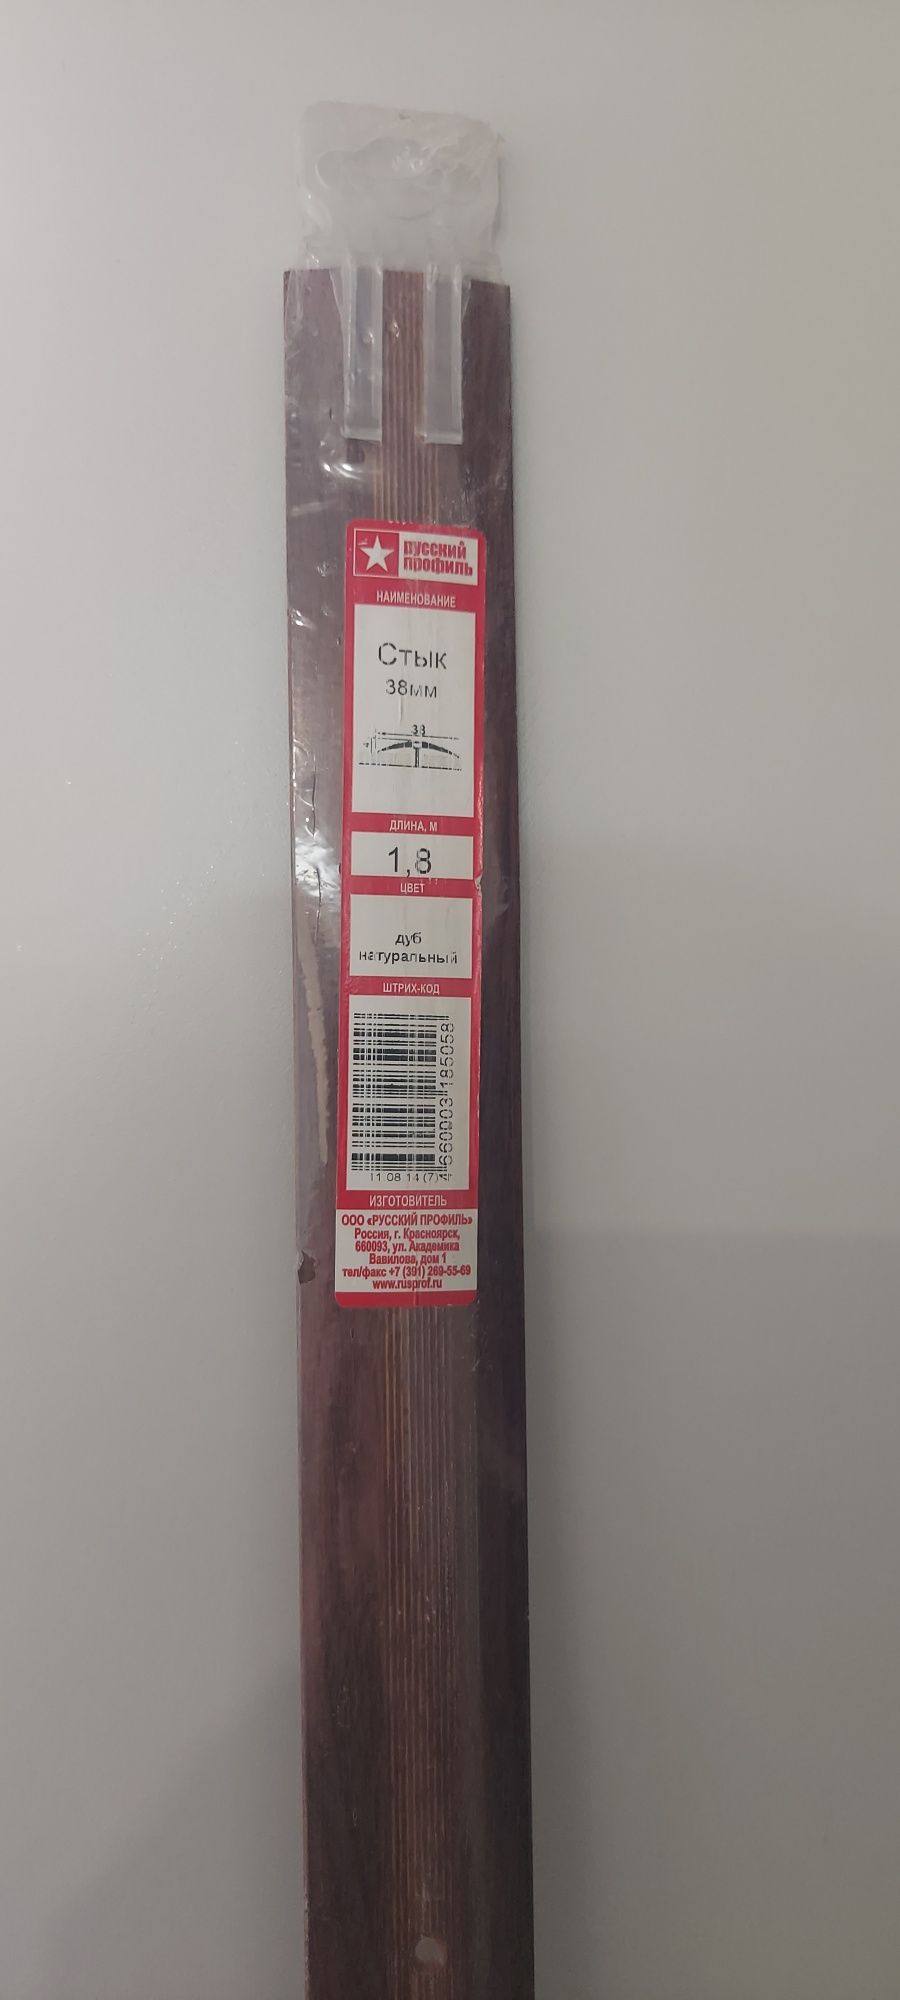 русский
профиль
НАИМЕНОВАНИЕ
Стык
38мм
38
ДЛИНА, М
1,8
ЦВЕТ
дуб
натуральный
ШТРИХ-КОД
4660003185058
11 08 14 (7)
ИЗГОТОВИТЕЛЬ
ООО «РУССКИЙ ПРОФИЛЬ»
Россия, г. Красноярск,
660093, ул. Академика
Вавилова, дом 1
тел/факс +7 (391) 269-55-69
www.rusprof.ru